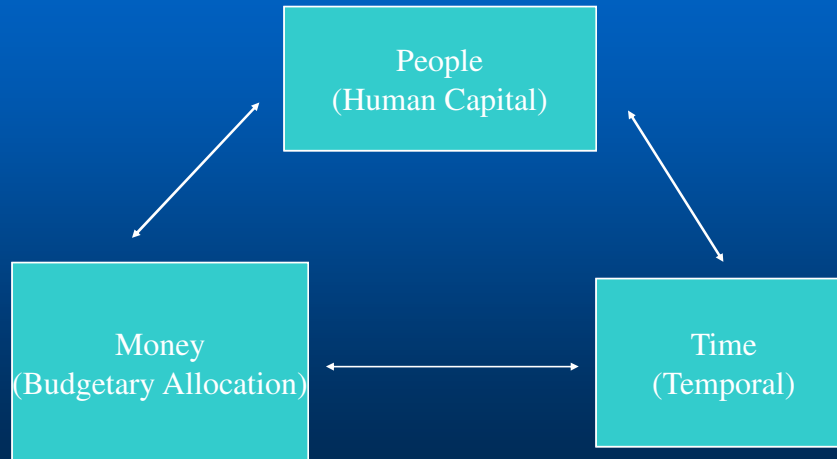 People
(Human Capital)
Money
(Budgetary Allocation)
Time
(Temporal)